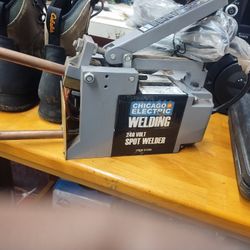 CHICAGO
ELECTRIC
WELDING
240 VOLT
SPOT WELDER